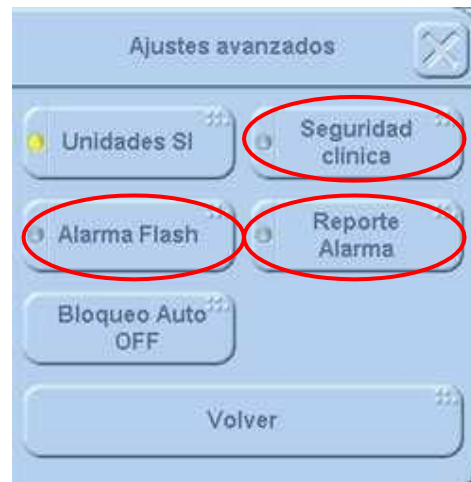 Ajustes avanzados
Unidades SI
Seguridad
clínica
Alarma Flash
Reporte
Alarma
Bloqueo Auto
OFF
Volver